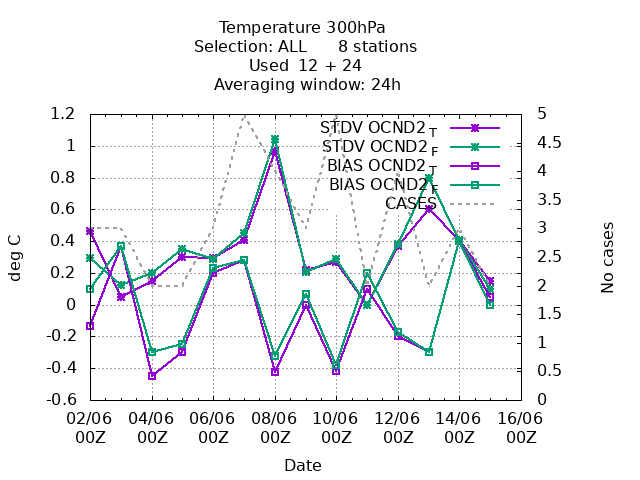 Temperature 300hPa
Selection: ALL 8 stations
Used 12 + 24
Averaging window: 24h
1.2
1
0.8
0.6
0.4
0.2
0
-0.2
-0.4
-0.6
deg C
STDV OCND2 T
STDV OCND2 F
BIAS OCND2 T
BIAS OCND2 F
CASES
5
4.5
4
3.5
3
2.5
2
1.5
1
0.5
0
No cases
02/06 04/06 06/06 08/06 10/06 12/06 14/06 16/06
00Z 00Z 00Z 00Z 00Z 00Z 00Z 00Z
Date